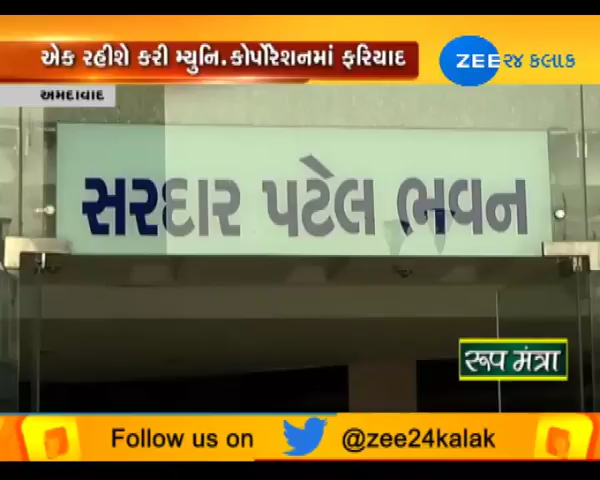 એક રહીશે કરી મ્યુનિ.કોર્પોરેશનમાં ફરિયાદ
ZEE ૨૪ કલાક
અમદાવાદ
સરદાર પટેલ ભવન
રૂપ મંત્રા
Follow us on @zee24kalak